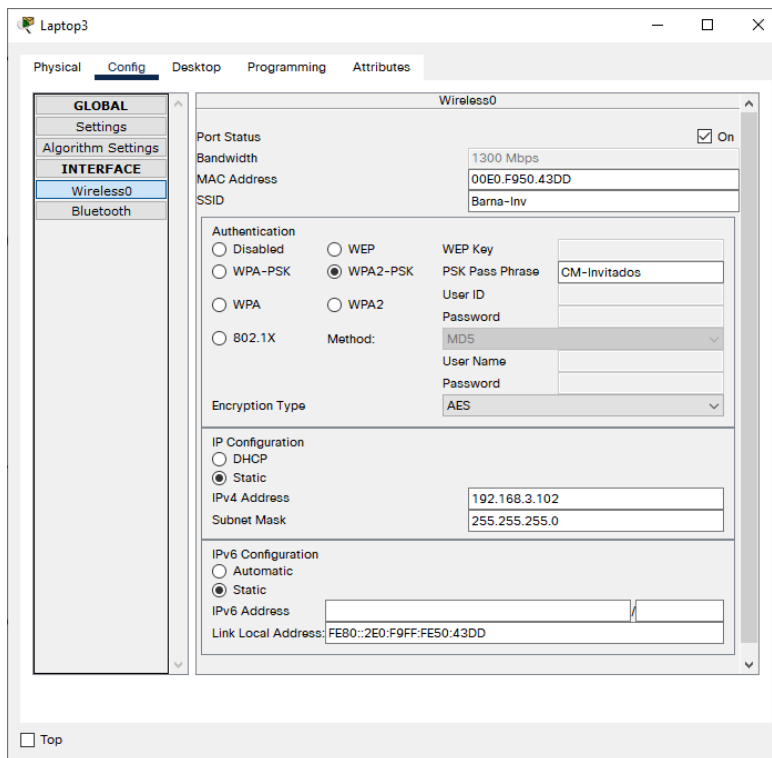 Laptop3
Physical Config Desktop Programming Attributes
GLOBAL
Settings
Algorithm Settings
INTERFACE
Wireless0
Bluetooth
Wireless0
Port Status On
Bandwidth 1300 Mbps
MAC Address 00E0.F950.43DD
SSID Barna-Inv
Authentication
Disabled WEP WEP Key
WPA-PSK WPA2-PSK PSK Pass Phrase CM-Invitados
User ID
WPA WPA2
Password
802.1X Method: MD5
User Name
Password
Encryption Type AES
IP Configuration
DHCP
Static
IPv4 Address 192.168.3.102
Subnet Mask 255.255.255.0
IPv6 Configuration
Automatic
Static
IPv6 Address /
Link Local Address: FE80::2E0:F9FF:FE50:43DD
Top